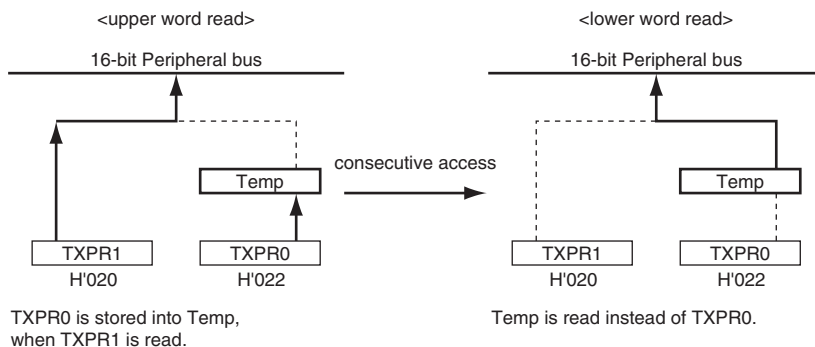 <upper word read>
16-bit Peripheral bus
Temp
TXPR1
TXPR0
H'020
H'022
TXPR0 is stored into Temp,
when TXPR1 is read.
consecutive access
<lower word read>
16-bit Peripheral bus
Temp
TXPR1
TXPR0
H'020
H'022
Temp is read instead of TXPR0.